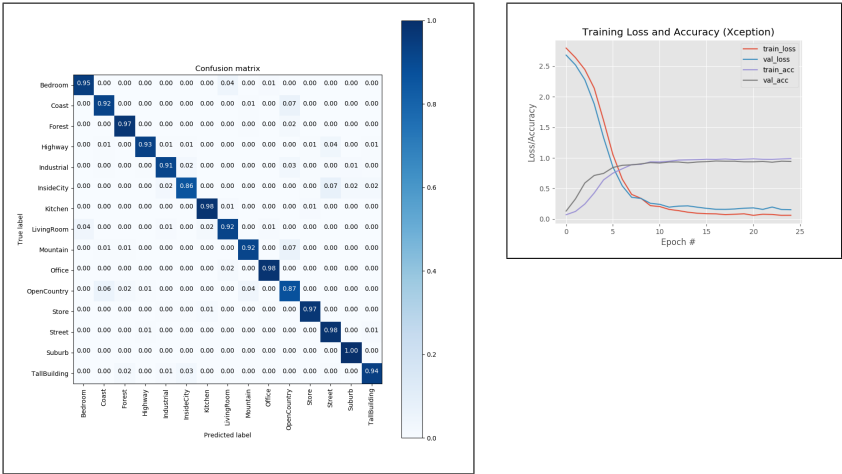 Confusion matrix
True label
Bedroom 0.95 0.00 0.00 0.00 0.00 0.00 0.00 0.04 0.00 0.01 0.00 0.00 0.00 0.00 0.00
Coast 0.00 0.92 0.00 0.00 0.00 0.00 0.00 0.00 0.01 0.00 0.07 0.00 0.00 0.00 0.00
Forest 0.00 0.00 0.97 0.00 0.00 0.00 0.00 0.00 0.00 0.00 0.02 0.00 0.00 0.00 0.00
Highway 0.00 0.01 0.00 0.93 0.01 0.01 0.00 0.00 0.00 0.00 0.00 0.01 0.04 0.00 0.01
Industrial 0.00 0.00 0.00 0.00 0.91 0.02 0.00 0.00 0.00 0.00 0.03 0.00 0.00 0.01 0.00
InsideCity 0.00 0.00 0.00 0.00 0.02 0.86 0.00 0.00 0.00 0.00 0.00 0.00 0.07 0.02 0.02
Kitchen 0.00 0.00 0.00 0.00 0.00 0.00 0.98 0.01 0.00 0.00 0.00 0.01 0.00 0.00 0.00
LivingRoom 0.04 0.00 0.00 0.00 0.01 0.00 0.02 0.92 0.00 0.01 0.00 0.00 0.00 0.00 0.00
Mountain 0.00 0.01 0.01 0.00 0.00 0.00 0.00 0.00 0.92 0.00 0.07 0.00 0.00 0.00 0.00
Office 0.00 0.00 0.00 0.00 0.00 0.00 0.00 0.02 0.00 0.98 0.00 0.00 0.00 0.00 0.00
OpenCountry 0.00 0.06 0.02 0.01 0.00 0.00 0.00 0.00 0.04 0.00 0.87 0.00 0.00 0.00 0.00
Store 0.00 0.00 0.00 0.00 0.00 0.00 0.01 0.00 0.00 0.00 0.00 0.97 0.00 0.00 0.00
Street 0.00 0.00 0.00 0.01 0.00 0.00 0.00 0.00 0.00 0.00 0.00 0.00 0.98 0.00 0.01
Suburb 0.00 0.00 0.00 0.00 0.00 0.00 0.00 0.00 0.00 0.00 0.00 0.00 0.00 1.00 0.00
TallBuilding 0.00 0.00 0.02 0.00 0.01 0.03 0.00 0.00 0.00 0.00 0.00 0.00 0.00 0.00 0.94
Bedroom Coast Forest Highway Industrial InsideCity Kitchen LivingRoom Mountain Office OpenCountry Store Street Suburb TallBuilding
Predicted label
1.0
0.8
0.6
0.4
0.2
0.0
Training Loss and Accuracy (Xception)
train_loss
val_loss
train_acc
val_acc
Loss/Accuracy
2.5
2.0
1.5
1.0
0.5
0.0
0 5 10 15 20 25
Epoch #